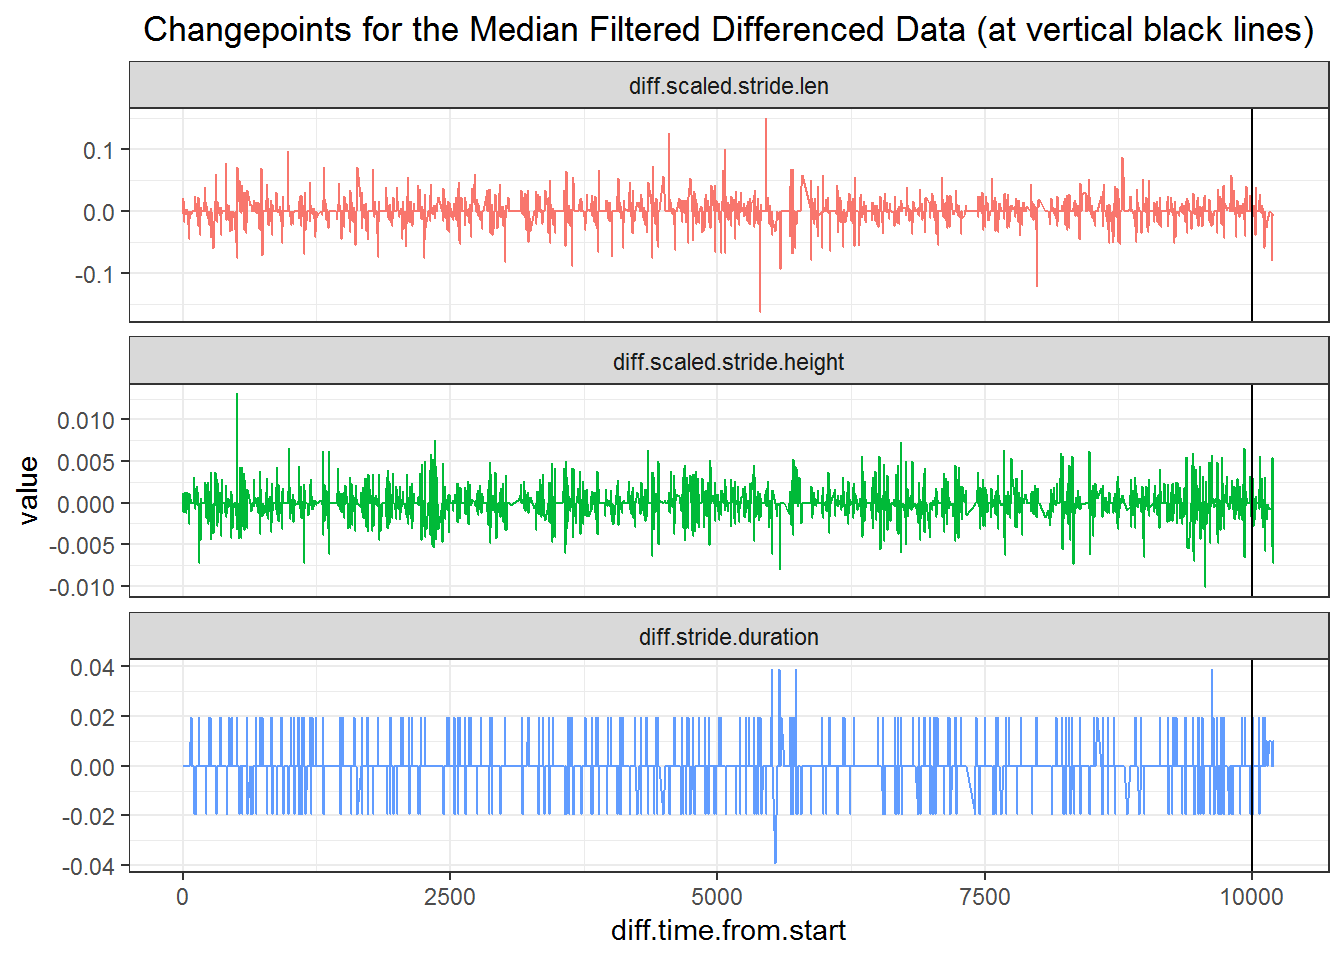 Changepoints for the Median Filtered Differenced Data (at vertical black lines)
diff.scaled.stride.len
0.1
0.0
-0.1
diff.scaled.stride.height
0.010
0.005
0.000
-0.005
-0.010
value
diff.stride.duration
0.04
0.02
0.00
-0.02
-0.04
0 2500 5000 7500 10000
diff.time.from.start